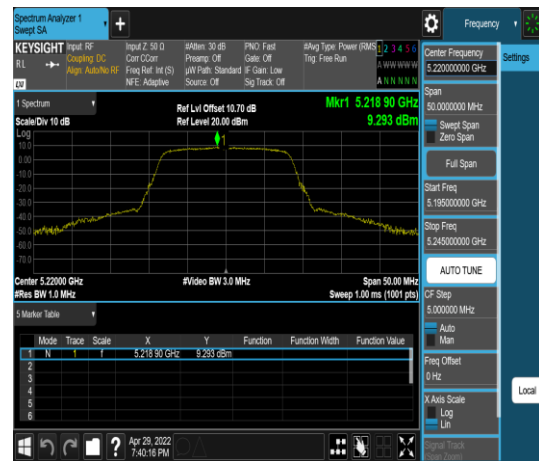 Spectrum Analyzer 1
Swept SA
+
Frequency
KEYSIGHT
RL
Input: RF
Coupling: DC
Align: Auto/No RF
Input Z: 50 Ω
Corr CCorr
Freq Ref: Int (S)
NFE: Adaptive
#Atten: 30 dB
Preamp: Off
µW Path: Standard
Source: Off
PNO: Fast
Gate: Off
IF Gain: Low
Sig Track: Off
#Avg Type: Power (RMS)
Trig: Free Run
1 2 3 4 5 6
A W W W W W
A N N N N N
LXI
1 Spectrum
Scale/Div 10 dB
Ref Lvl Offset 10.70 dB
Ref Level 20.00 dBm
Mkr1 5.218 90 GHz
9.293 dBm
Log
10.0
0.00
-10.0
-20.0
-30.0
-40.0
-50.0
-60.0
-70.0
1
Center 5.22000 GHz
#Res BW 1.0 MHz
#Video BW 3.0 MHz
Span 50.00 MHz
Sweep 1.00 ms (1001 pts)
5 Marker Table
Mode Trace Scale X Y Function Function Width Function Value
1 N 1 f 5.218 90 GHz 9.293 dBm
2
3
4
5
6
Apr 29, 2022
7:40:16 PM
Center Frequency
5.220000000 GHz
Settings
Span
50.0000000 MHz
Swept Span
Zero Span
Full Span
Start Freq
5.195000000 GHz
Stop Freq
5.245000000 GHz
AUTO TUNE
CF Step
5.000000 MHz
Auto
Man
Freq Offset
0 Hz
X Axis Scale
Log
Lin
Local
Signal Track
(Span Zoom)